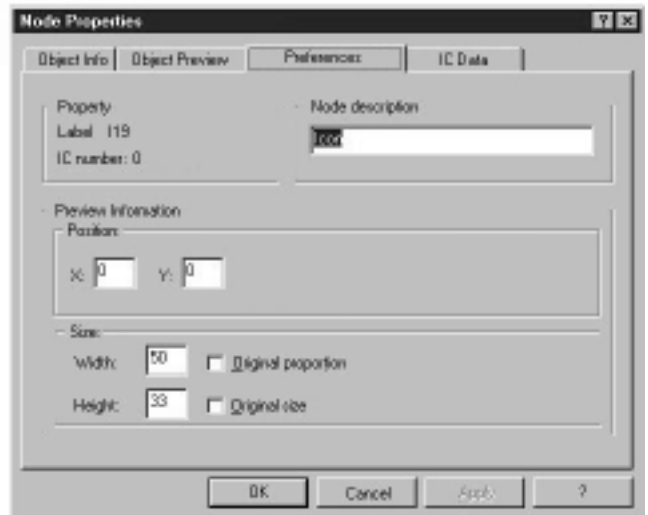 Node Properties ? ×
Object Info Object Preview Preferences IC Data
Property
Label I19
IC number: 0
Node description
Icon
Preview Information
Position:
X: 0 Y: 0
Size:
Width: 50 Original proportion
Height: 33 Original size
OK Cancel Apply ?